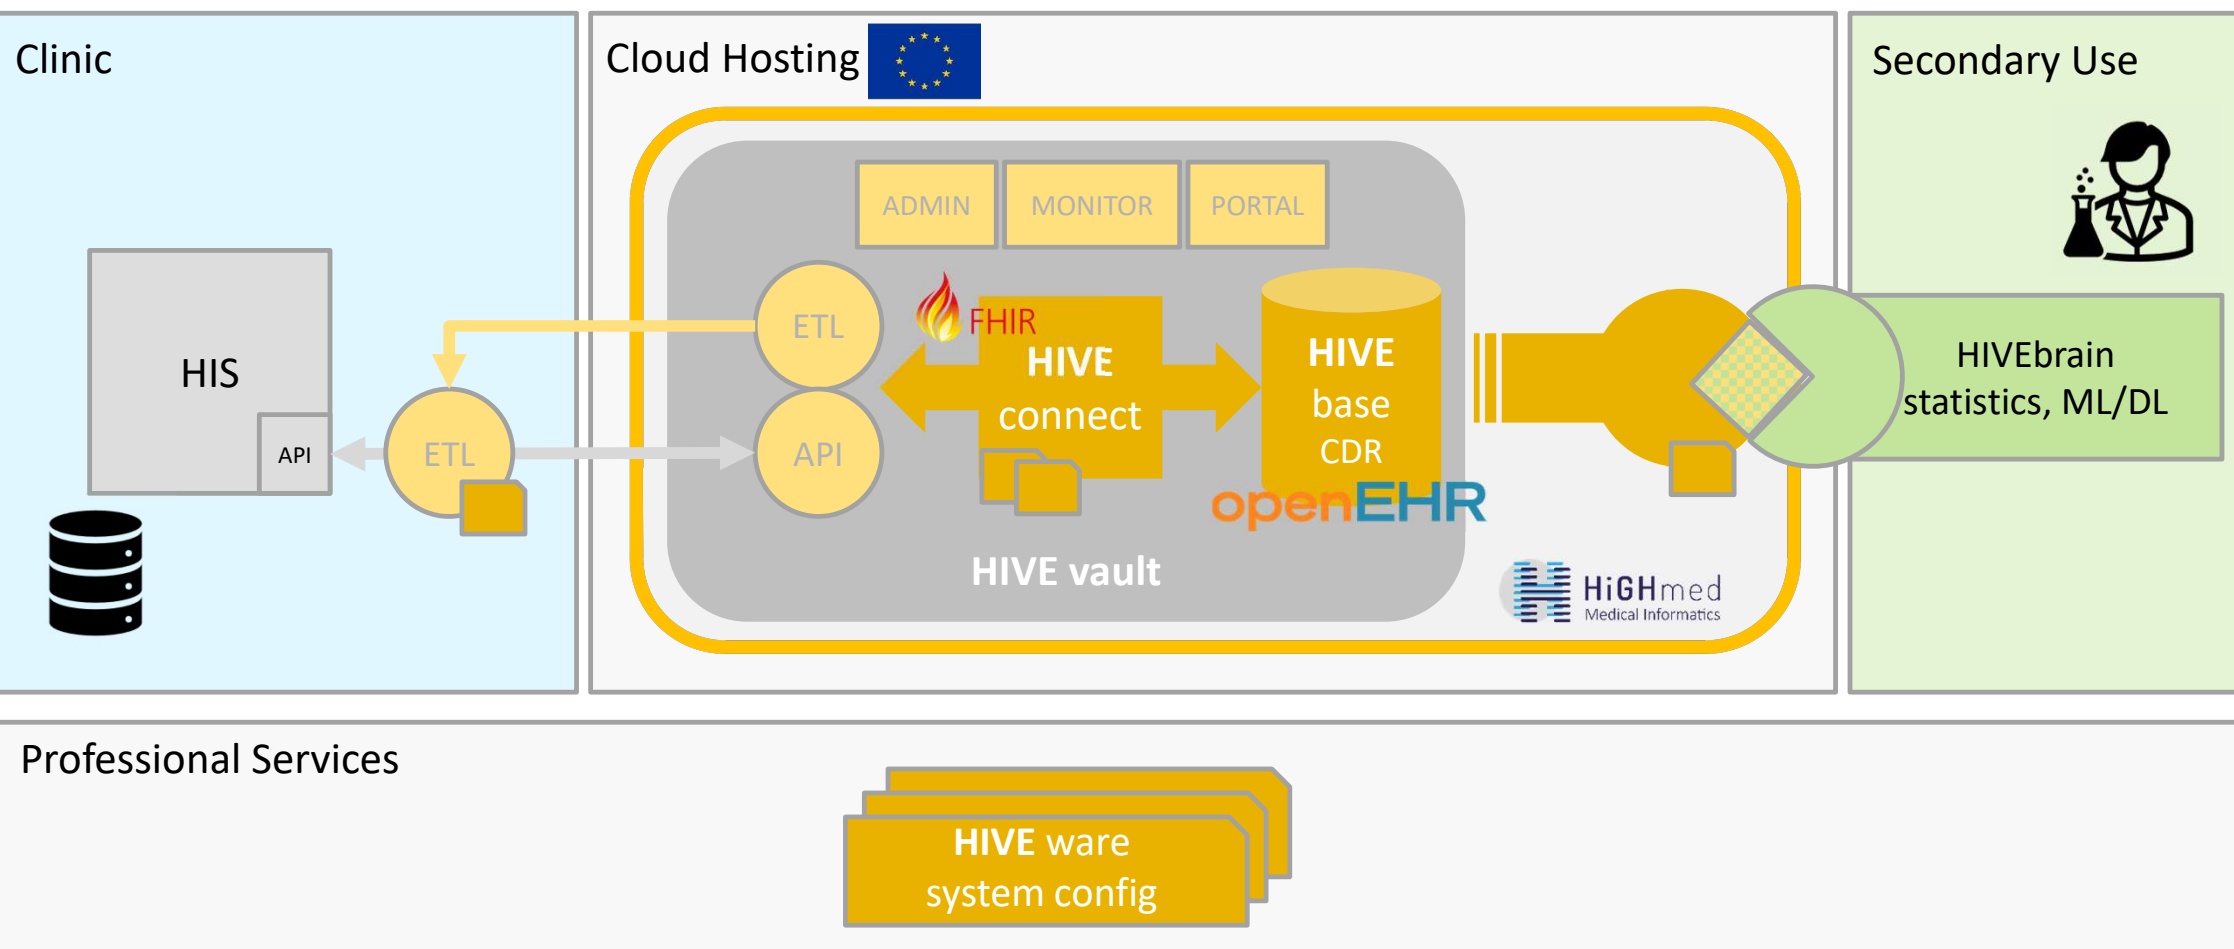 Clinic
HIS
API
ETL
Cloud Hosting
ADMIN
MONITOR
PORTAL
ETL
API
FHIR
HIVE
connect
HIVE
base
CDR
openEHR
HIVE vault
HiGHmed
Medical Informatics
Secondary Use
HIVEbrain
statistics, ML/DL
Professional Services
HIVE ware
system config